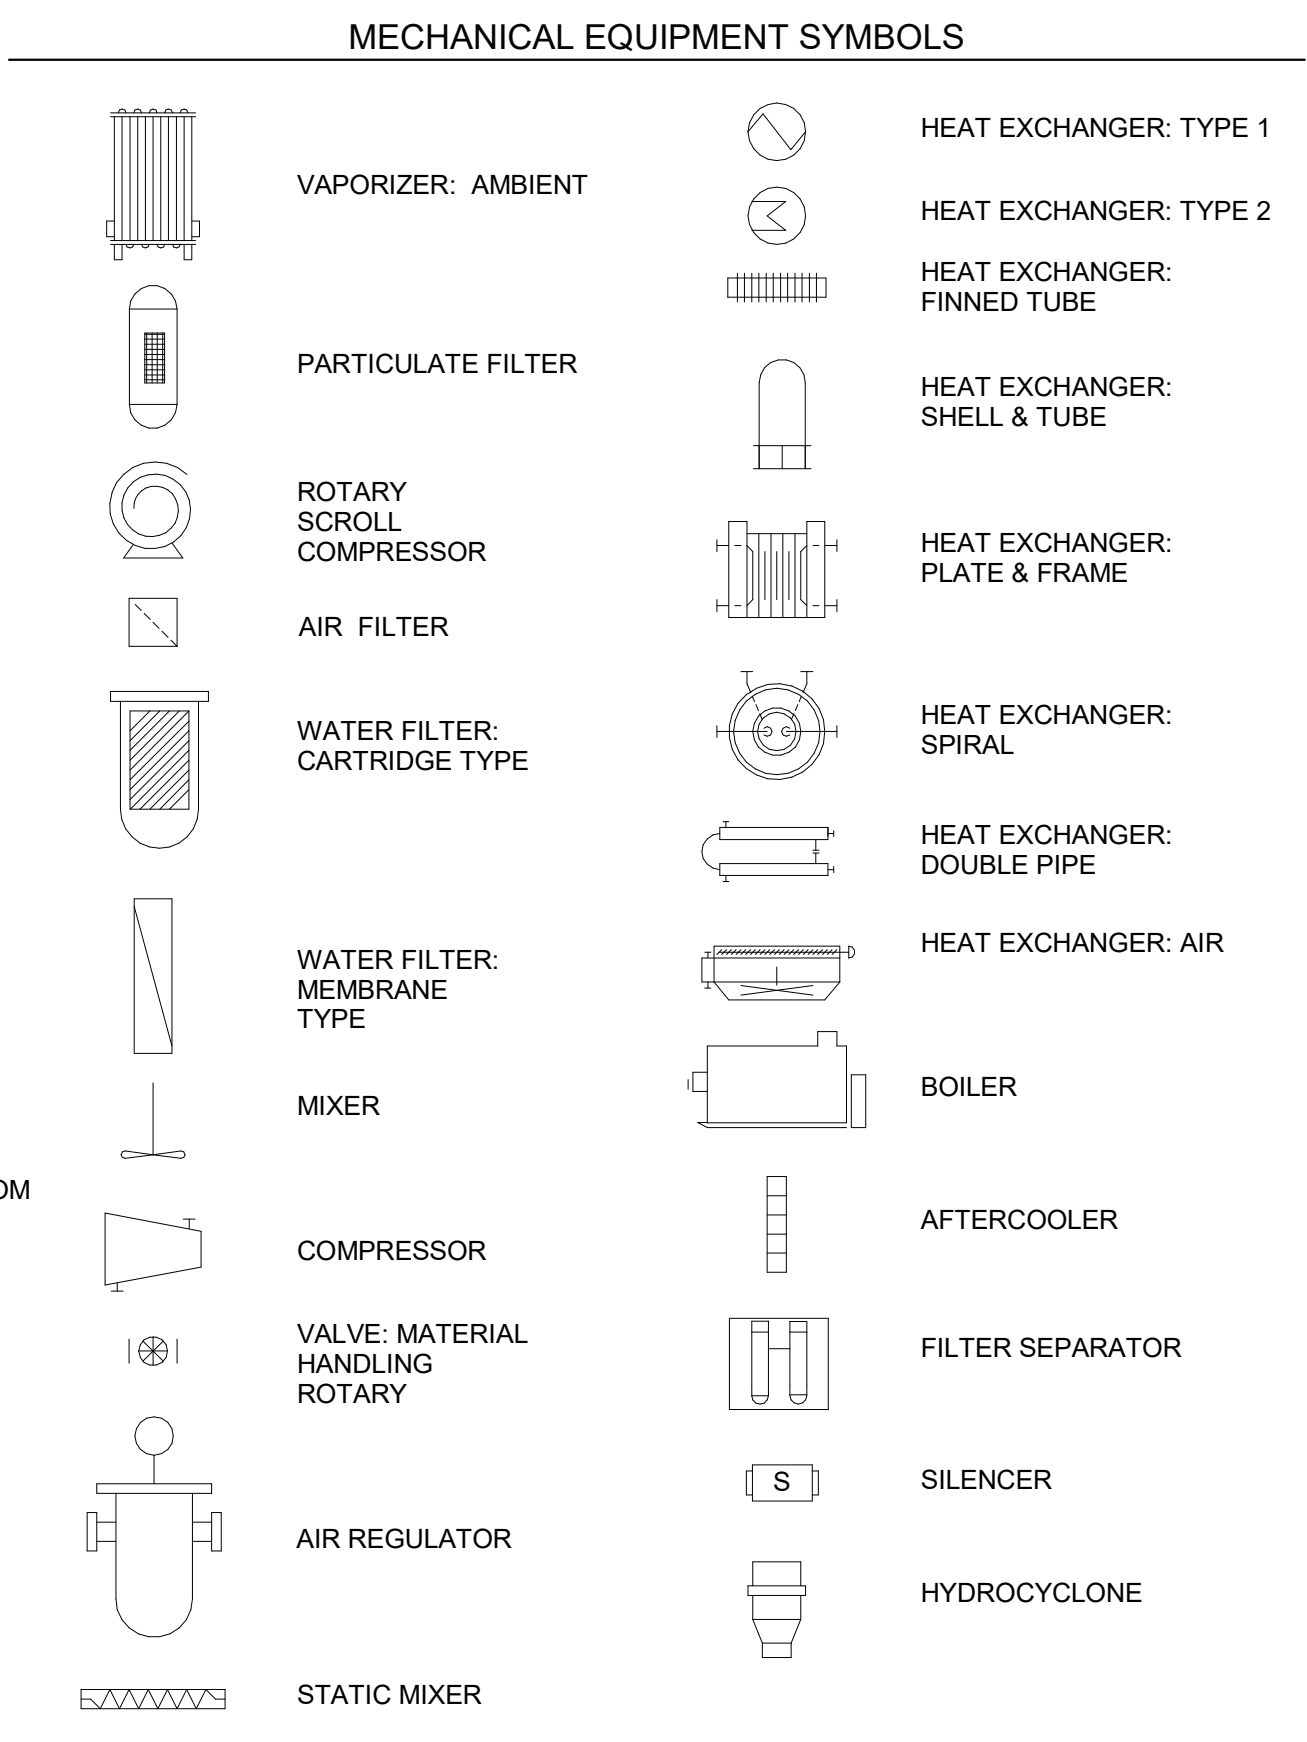 MECHANICAL EQUIPMENT SYMBOLS
VAPORIZER: AMBIENT
PARTICULATE FILTER
ROTARY
SCROLL
COMPRESSOR
AIR FILTER
WATER FILTER:
CARTRIDGE TYPE
WATER FILTER:
MEMBRANE
TYPE
MIXER
OM
COMPRESSOR
VALVE: MATERIAL
HANDLING
ROTARY
AIR REGULATOR
STATIC MIXER
HEAT EXCHANGER: TYPE 1
HEAT EXCHANGER: TYPE 2
HEAT EXCHANGER:
FINNED TUBE
HEAT EXCHANGER:
SHELL & TUBE
HEAT EXCHANGER:
PLATE & FRAME
HEAT EXCHANGER:
SPIRAL
HEAT EXCHANGER:
DOUBLE PIPE
HEAT EXCHANGER: AIR
BOILER
AFTERCOOLER
FILTER SEPARATOR
S
SILENCER
HYDROCYCLONE